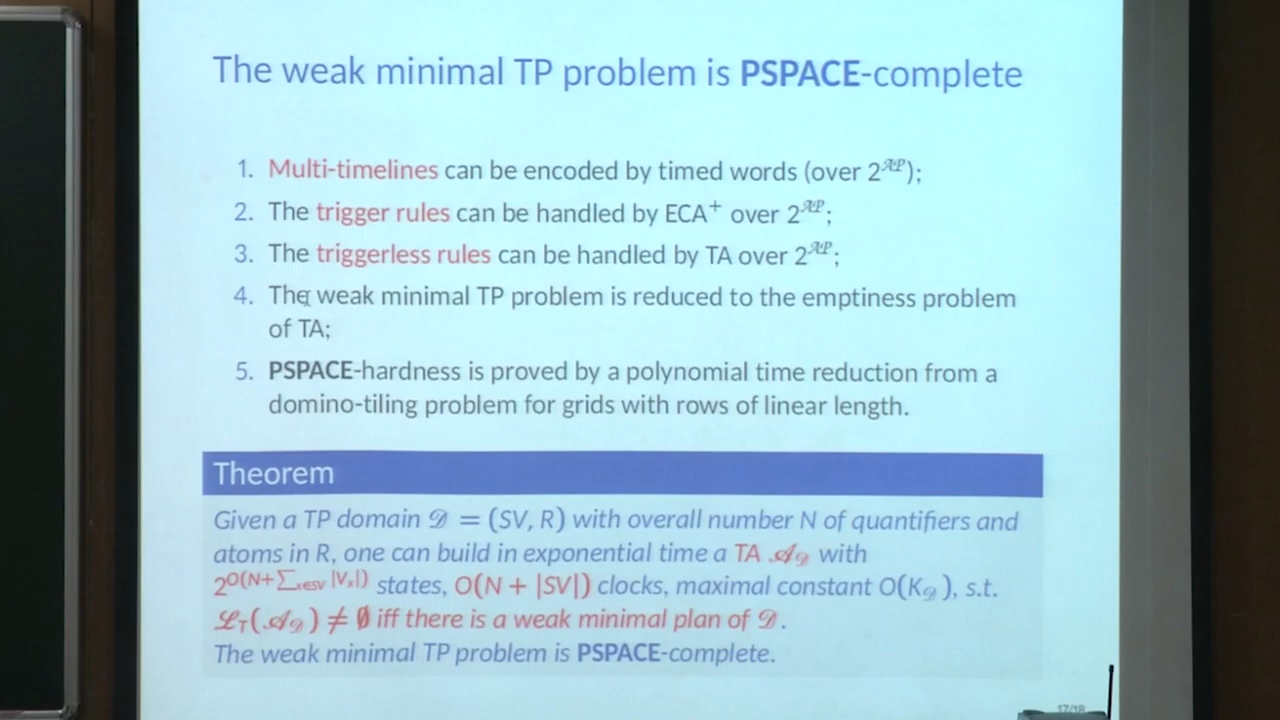 The weak minimal TP problem is PSPACE-complete
1. Multi-timelines can be encoded by timed words (over 2^𝒜𝒫);
2. The trigger rules can be handled by ECA⁺ over 2^𝒜𝒫;
3. The triggerless rules can be handled by TA over 2^𝒜𝒫;
4. The weak minimal TP problem is reduced to the emptiness problem
of TA;
5. PSPACE-hardness is proved by a polynomial time reduction from a
domino-tiling problem for grids with rows of linear length.
Theorem
Given a TP domain 𝒟 = (SV, R) with overall number N of quantifiers and
atoms in R, one can build in exponential time a TA 𝒜_𝒟 with
2^O(N+∑_{x∈SV} |V_x|) states, O(N + |SV|) clocks, maximal constant O(K_𝒟), s.t.
ℒ_T(𝒜_𝒟) ≠ ∅ iff there is a weak minimal plan of 𝒟.
The weak minimal TP problem is PSPACE-complete.
17/18